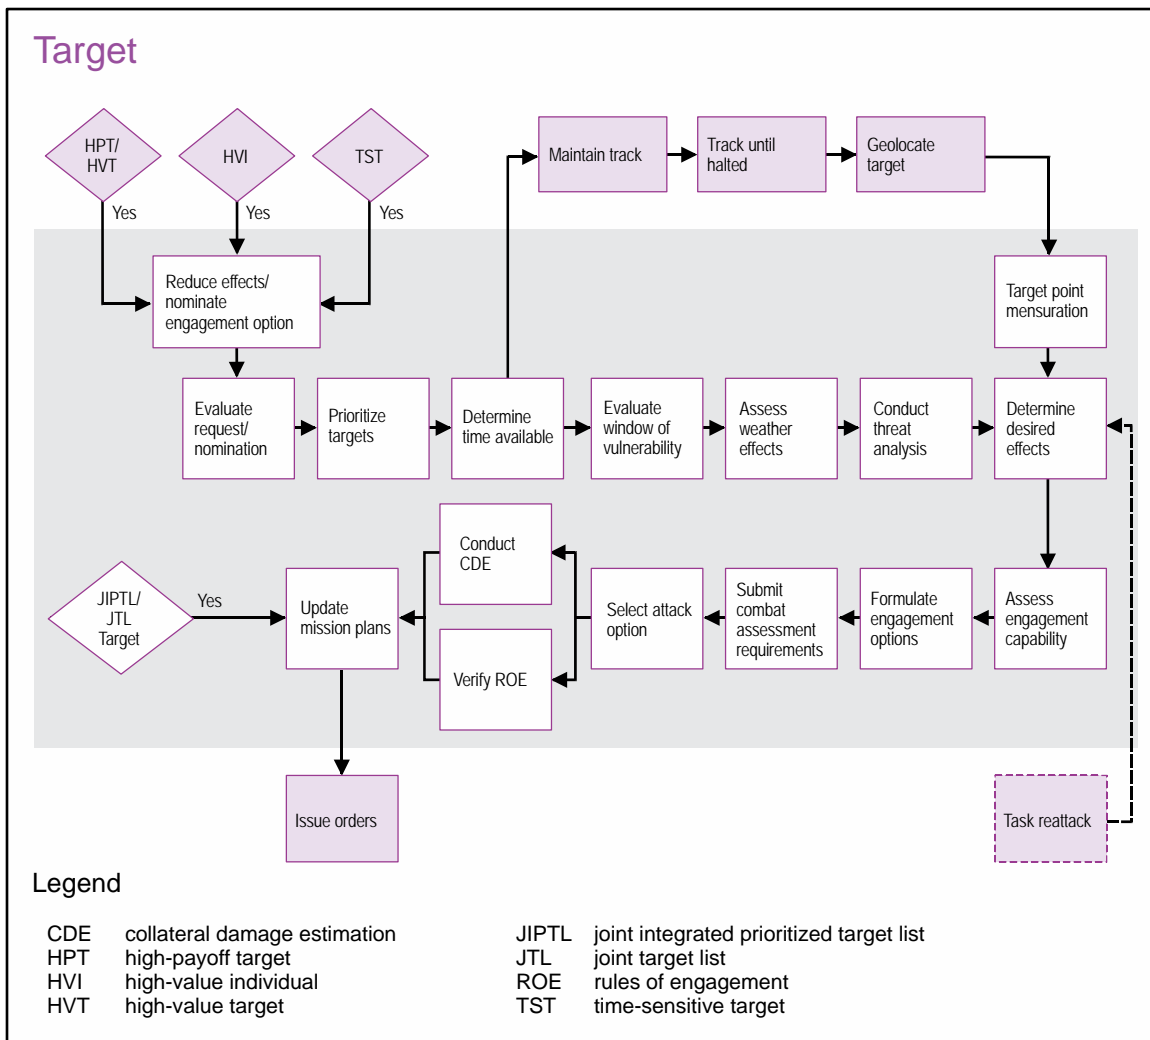 Target
HPT/
HVT
HVI
TST
Maintain track
Track until
halted
Geolocate
target
Yes
Yes
Yes
Reduce effects/
nominate
engagement option
Target point
mensuration
Evaluate
request/
nomination
Prioritize
targets
Determine
time available
Evaluate
window of
vulnerability
Assess
weather
effects
Conduct
threat
analysis
Determine
desired
effects
JIPTL/
JTL
Target
Yes
Update
mission plans
Conduct
CDE
Verify ROE
Select attack
option
Submit
combat
assessment
requirements
Formulate
engagement
options
Assess
engagement
capability
Issue orders
Task reattack
Legend
CDE collateral damage estimation
HPT high-payoff target
HVI high-value individual
HVT high-value target
JIPTL joint integrated prioritized target list
JTL joint target list
ROE rules of engagement
TST time-sensitive target